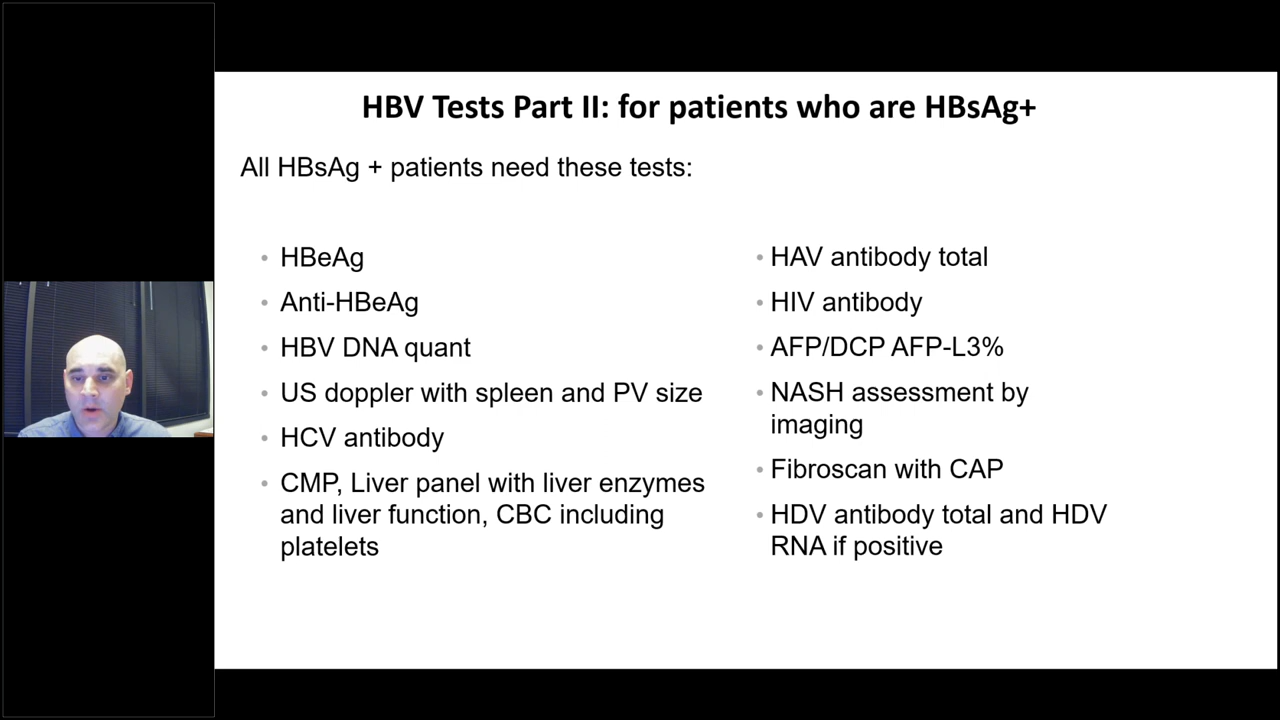 HBV Tests Part II: for patients who are HBsAg+
All HBsAg + patients need these tests:
• HBeAg
• Anti-HBeAg
• HBV DNA quant
• US doppler with spleen and PV size
• HCV antibody
• CMP, Liver panel with liver enzymes
and liver function, CBC including
platelets
• HAV antibody total
• HIV antibody
• AFP/DCP AFP-L3%
• NASH assessment by
imaging
• Fibroscan with CAP
• HDV antibody total and HDV
RNA if positive